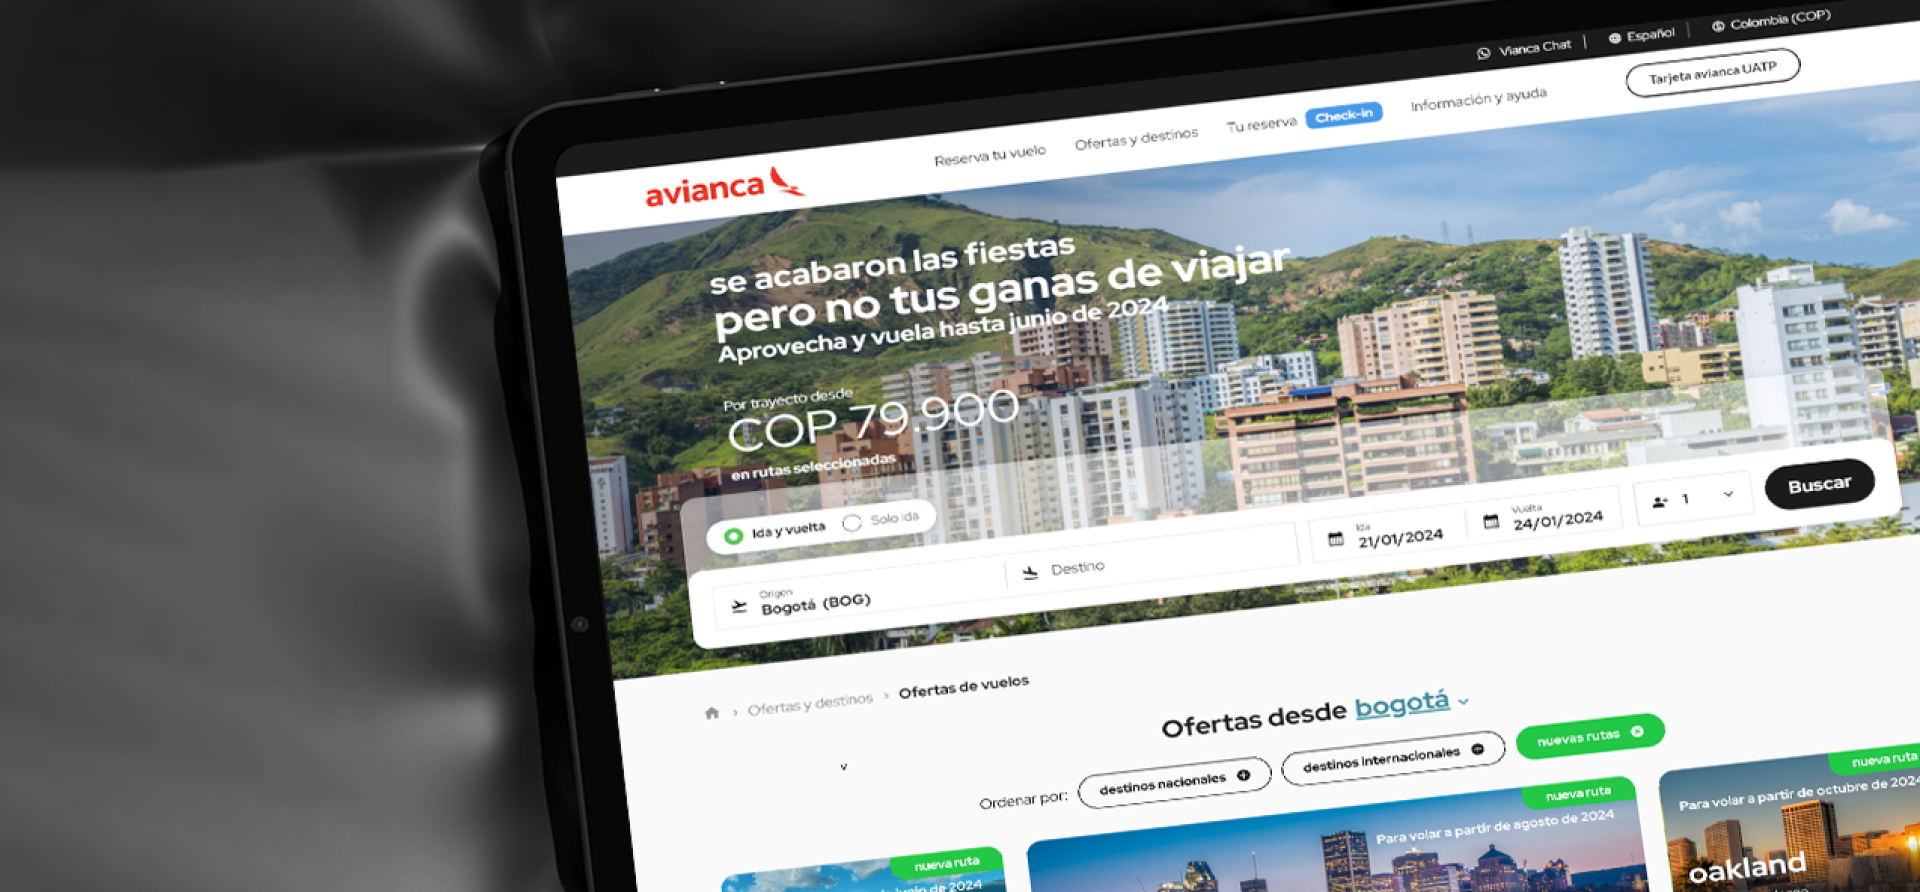 Vianca Chat | Español | Colombia (COP)
avianca
Reserva tu vuelo
Ofertas y destinos
Tu reserva
Check-in
Información y ayuda
Tarjeta avianca UATP
se acabaron las fiestas
pero no tus ganas de viajar
Aprovecha y vuela hasta junio de 2024
Por trayecto desde
COP 79.900
en rutas seleccionadas
Ida y vuelta
Solo ida
Origen
Bogotá (BOG)
Destino
Ida
21/01/2024
Vuelta
24/01/2024
1
Buscar
› Ofertas y destinos › Ofertas de vuelos
Ofertas desde bogotá
v
Ordenar por:
destinos nacionales
destinos internacionales
nuevas rutas
nueva ruta
junio de 2024
nueva ruta
Para volar a partir de agosto de 2024
nueva ruta
Para volar a partir de octubre de 2024
oakland